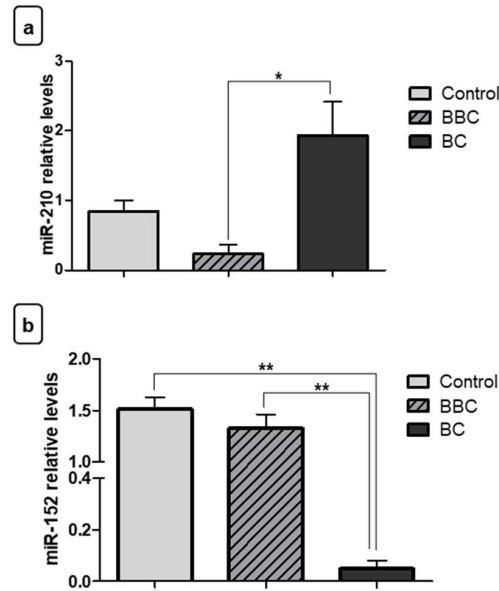 a
miR-210 relative levels
3
2
1
0
*
Control
BBC
BC
b
miR-152 relative levels
2.0
1.5
1.0
0.4
0.2
0.0
**
**
Control
BBC
BC